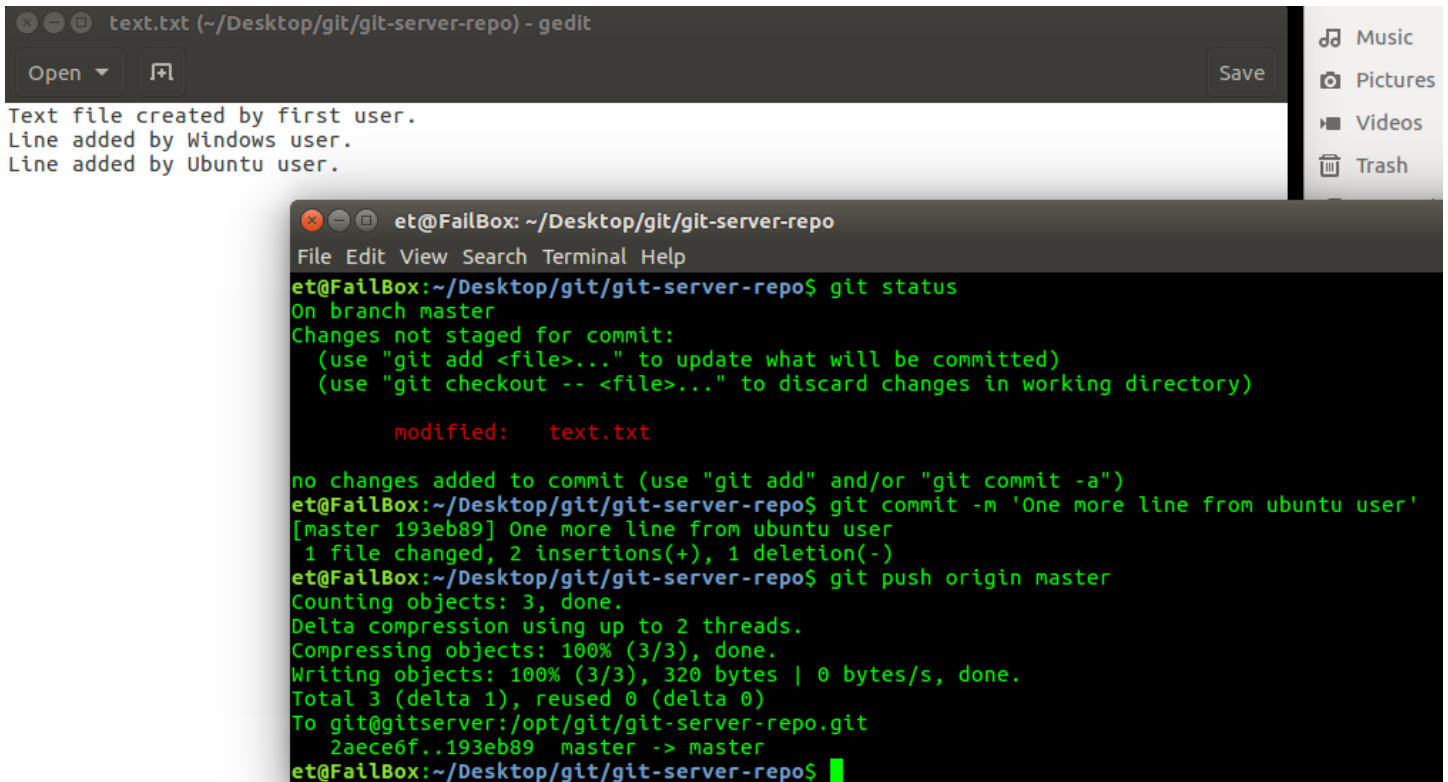 text.txt (~/Desktop/git/git-server-repo) - gedit
Open
Save
Text file created by first user.
Line added by Windows user.
Line added by Ubuntu user.
Music
Pictures
Videos
Trash
et@FailBox: ~/Desktop/git/git-server-repo
File Edit View Search Terminal Help
et@FailBox:~/Desktop/git/git-server-repo$ git status
On branch master
Changes not staged for commit:
  (use "git add <file>..." to update what will be committed)
  (use "git checkout -- <file>..." to discard changes in working directory)
        modified:   text.txt
no changes added to commit (use "git add" and/or "git commit -a")
et@FailBox:~/Desktop/git/git-server-repo$ git commit -m 'One more line from ubuntu user'
[master 193eb89] One more line from ubuntu user
 1 file changed, 2 insertions(+), 1 deletion(-)
et@FailBox:~/Desktop/git/git-server-repo$ git push origin master
Counting objects: 3, done.
Delta compression using up to 2 threads.
Compressing objects: 100% (3/3), done.
Writing objects: 100% (3/3), 320 bytes | 0 bytes/s, done.
Total 3 (delta 1), reused 0 (delta 0)
To git@gitserver:/opt/git/git-server-repo.git
   2aece6f..193eb89  master -> master
et@FailBox:~/Desktop/git/git-server-repo$